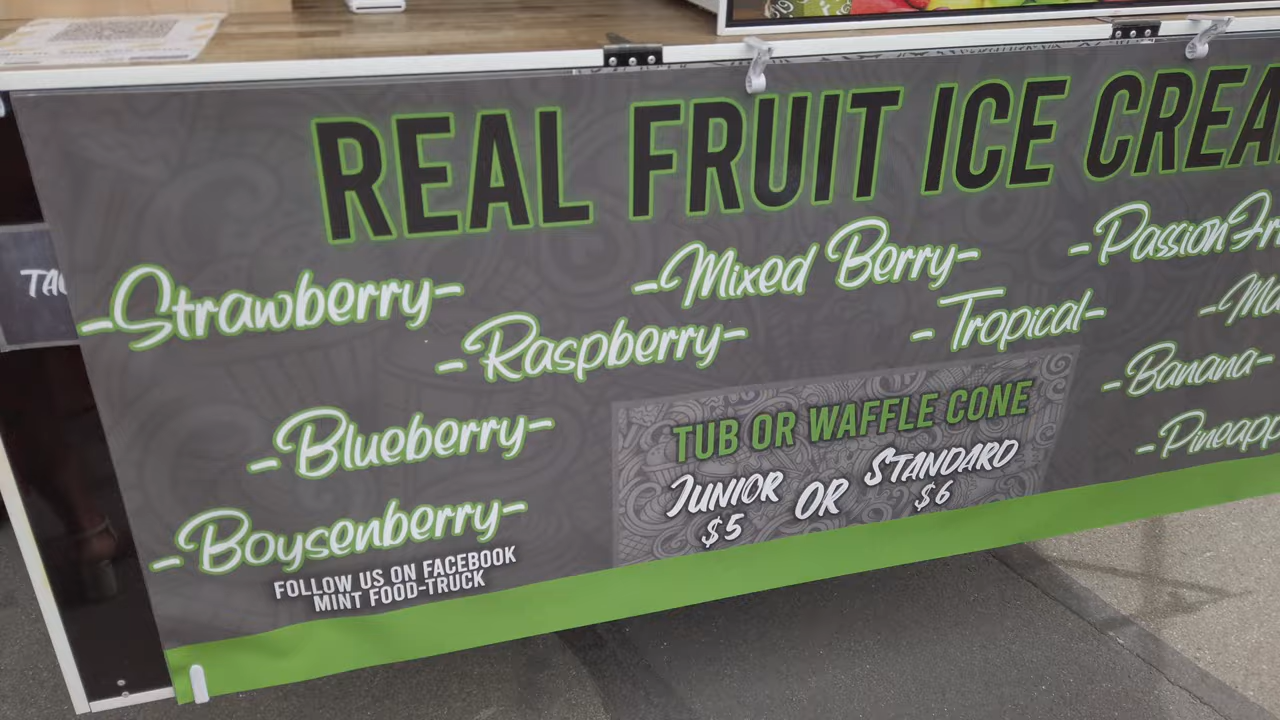 REAL FRUIT ICE
-Strawberry-
-Mixed Berry-
-Raspberry-
-Tropical-
-Blueberry-
-Banana-
-Boysenberry-
TUB OR WAFFLE CONE
JUNIOR OR STANDARD
$5 $6
FOLLOW US ON FACEBOOK
MINT FOOD-TRUCK